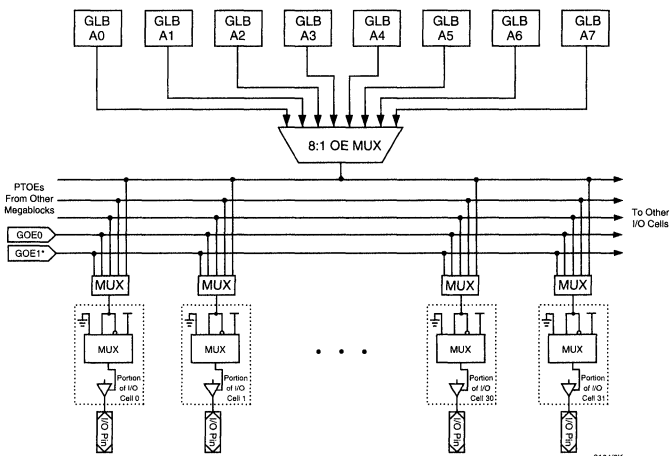 GLB
A0
GLB
A1
GLB
A2
GLB
A3
GLB
A4
GLB
A5
GLB
A6
GLB
A7
8:1 OE MUX
PTOEs
From Other
Megablocks
To Other
I/O Cells
GOE0
GOE1*
MUX
MUX
MUX
MUX
MUX
MUX
MUX
MUX
Portion
of I/O
Cell 0
Portion
of I/O
Cell 1
. . .
Portion
of I/O
Cell 30
Portion
of I/O
Cell 31
I/O Pin
I/O Pin
I/O Pin
I/O Pin